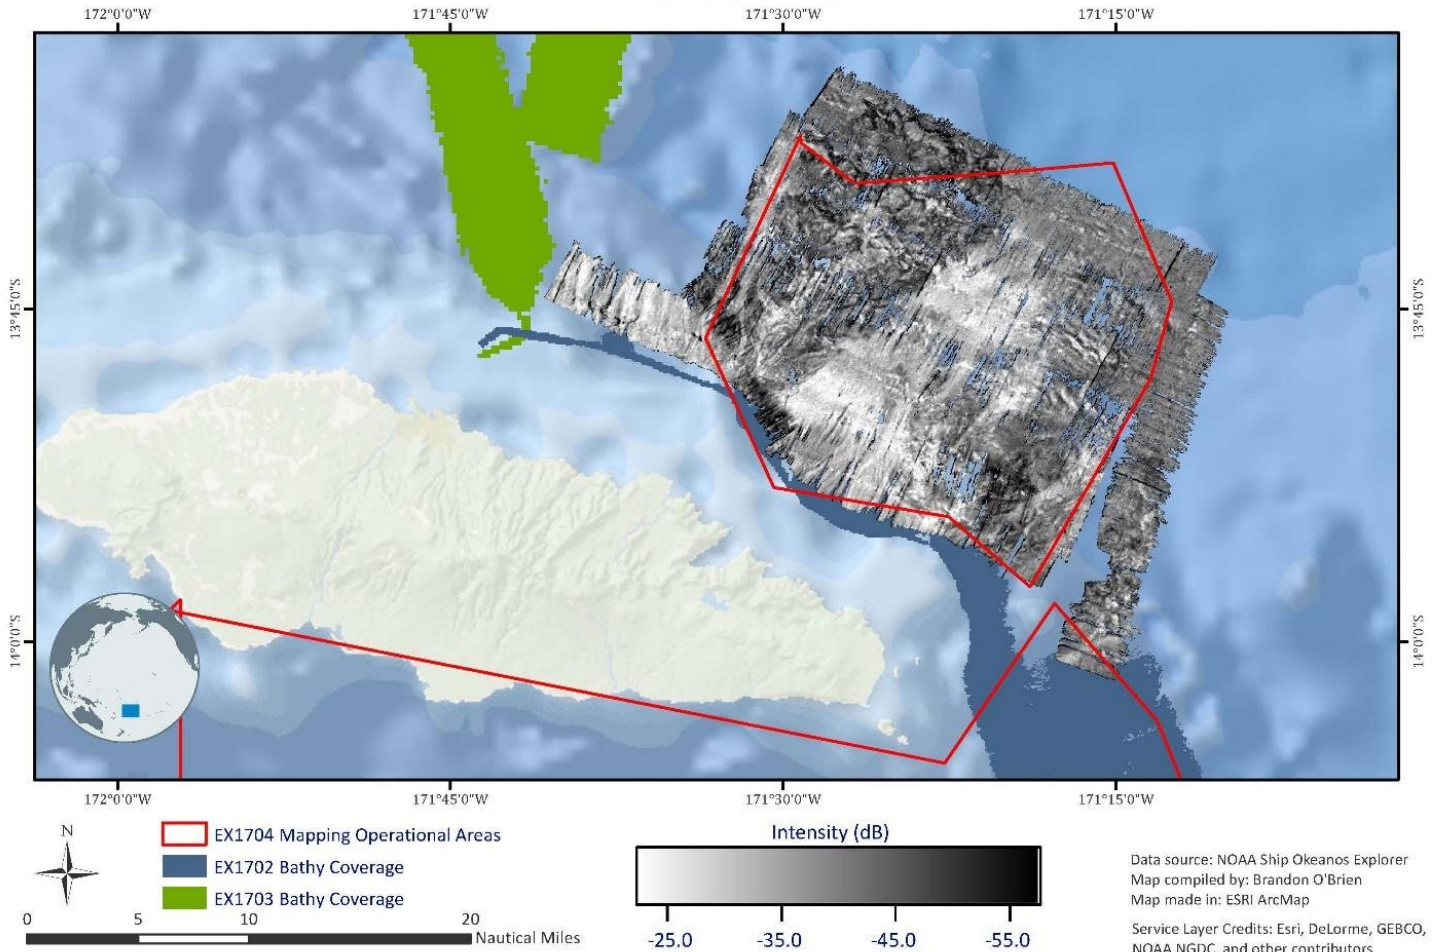 172°0'0"W 171°45'0"W 171°30'0"W 171°15'0"W
13°45'0"S 13°45'0"S
14°0'0"S 14°0'0"S
172°0'0"W 171°45'0"W 171°30'0"W 171°15'0"W
N
EX1704 Mapping Operational Areas
EX1702 Bathy Coverage
EX1703 Bathy Coverage
0 5 10 20
Nautical Miles
Intensity (dB)
-25.0 -35.0 -45.0 -55.0
Data source: NOAA Ship Okeanos Explorer
Map compiled by: Brandon O'Brien
Map made in: ESRI ArcMap
Service Layer Credits: Esri, DeLorme, GEBCO,
NOAA NGDC, and other contributors